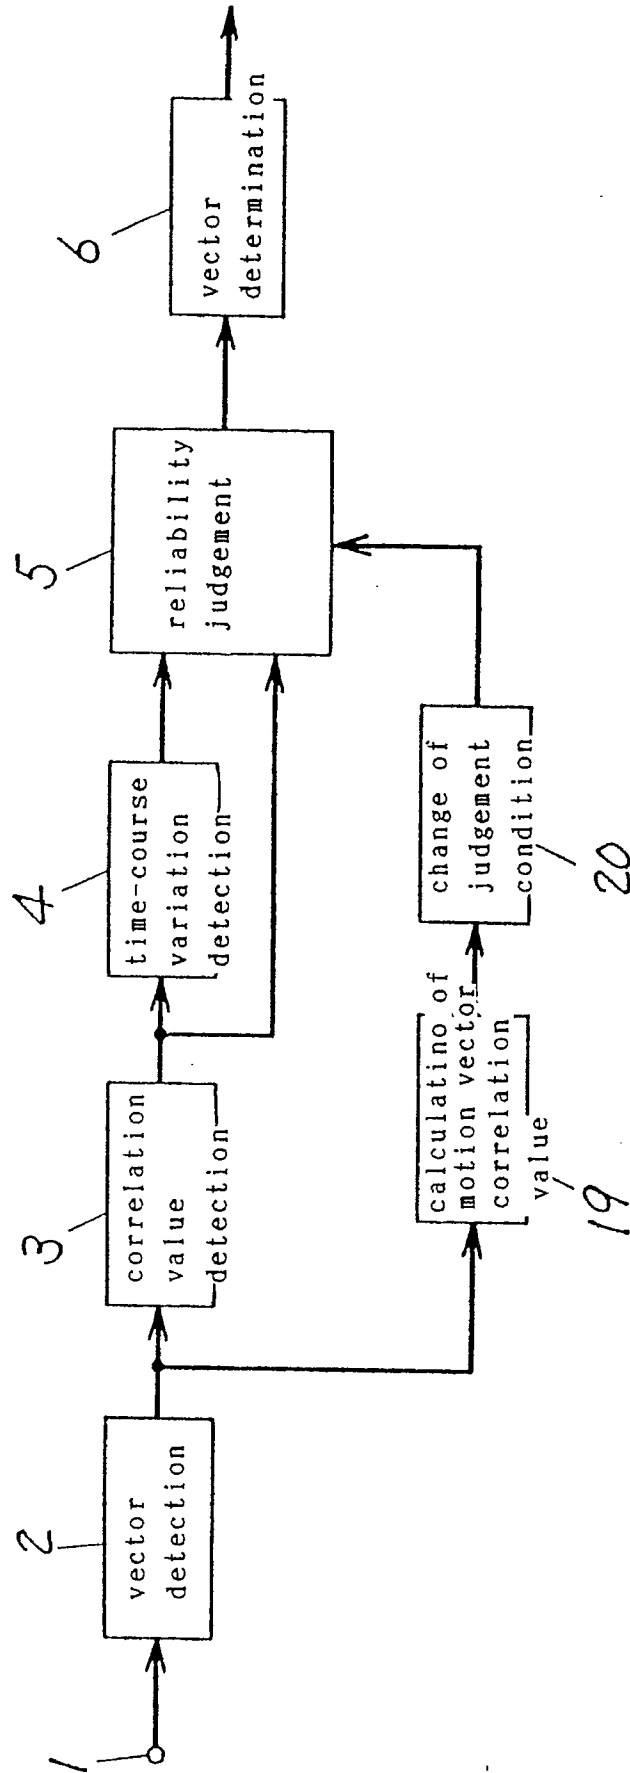 1
2
vector
detection
3
correlation
value
detection
4
time-course
variation
detection
5
reliability
judgement
6
vector
determination
calculatino of
motion vector
correlation
value
19
change of
judgement
condition
20